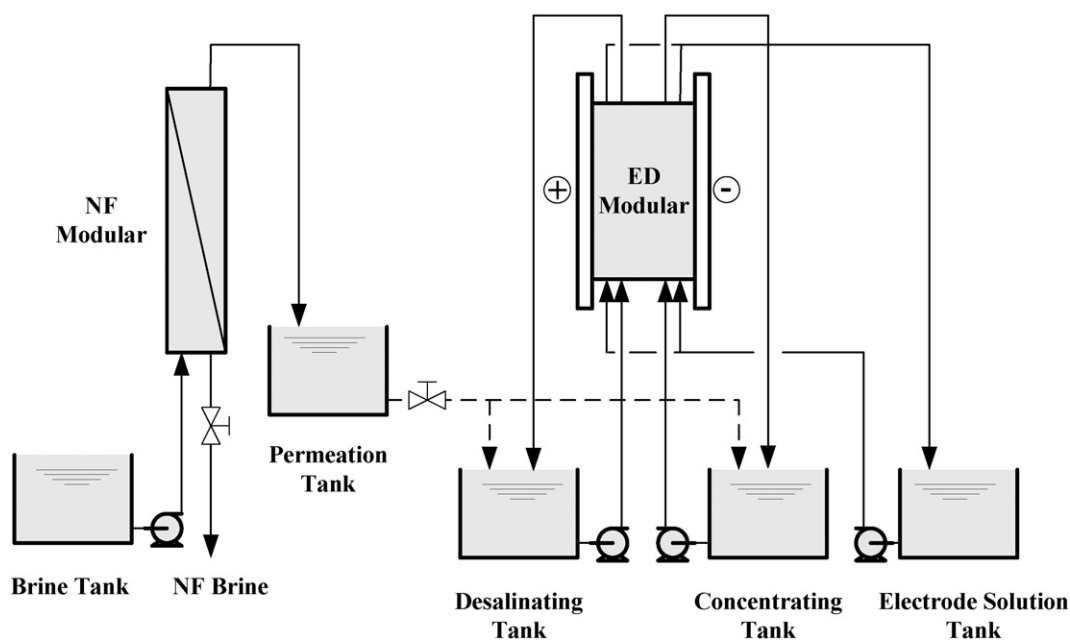 NF
Modular
ED
Modular
+
-
Permeation
Tank
Brine Tank
NF Brine
Desalinating
Tank
Concentrating
Tank
Electrode Solution
Tank